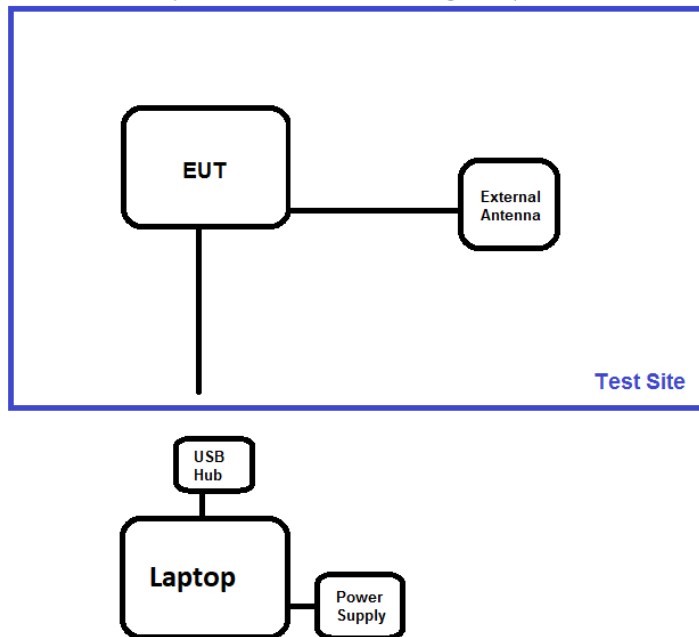 EUT
External
Antenna
Test Site
USB
Hub
Laptop
Power
Supply